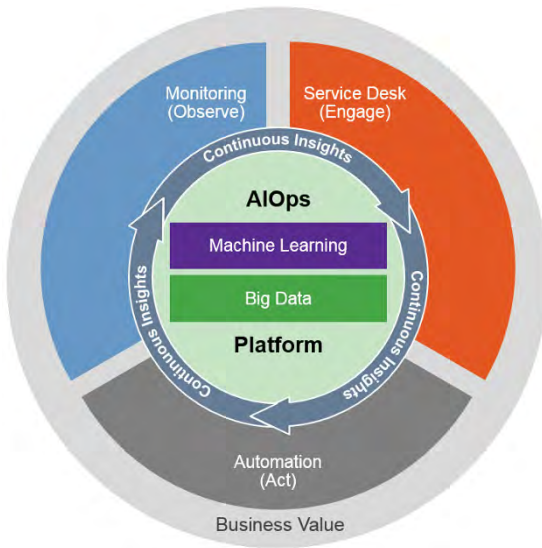 Monitoring
(Observe)
Service Desk
(Engage)
Continuous Insights
AIOps
Machine Learning
Big Data
Platform
Continuous Insights
Continuous Insights
Automation
(Act)
Business Value